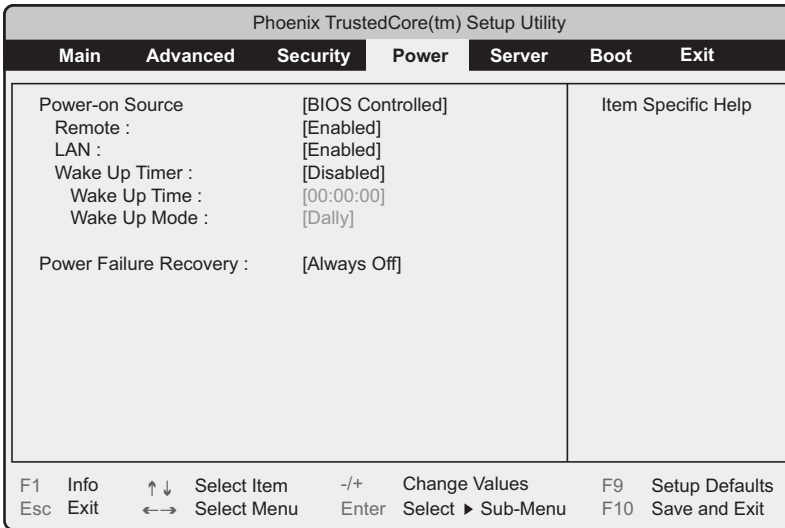 Phoenix TrustedCore(tm) Setup Utility
Main Advanced Security Power Server Boot Exit
Power-on Source [BIOS Controlled] Item Specific Help
Remote : [Enabled]
LAN : [Enabled]
Wake Up Timer : [Disabled]
Wake Up Time : [00:00:00]
Wake Up Mode : [Dally]
Power Failure Recovery : [Always Off]
F1 Info ↑↓ Select Item -/+ Change Values F9 Setup Defaults
Esc Exit ←→ Select Menu Enter Select ▶ Sub-Menu F10 Save and Exit